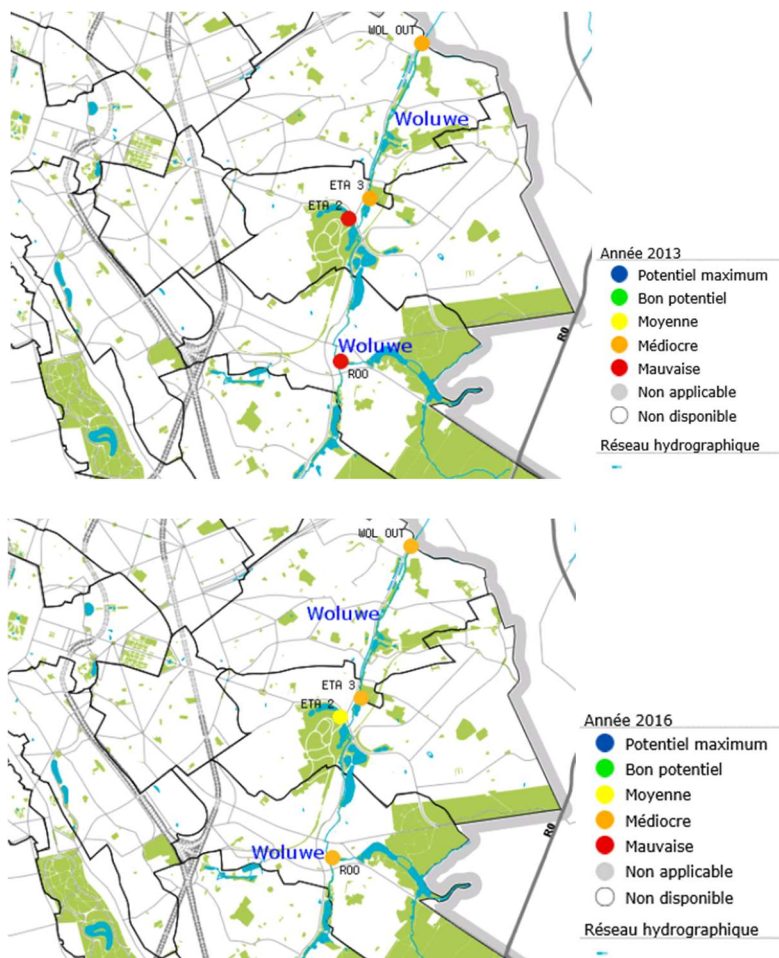 WOL OUT
Woluwe
ETA 3
ETA 2
Woluwe
ROO
R0
Année 2013
Potentiel maximum
Bon potentiel
Moyenne
Médiocre
Mauvaise
Non applicable
Non disponible
Réseau hydrographique
WOL OUT
Woluwe
ETA 3
ETA 2
Woluwe
ROO
R0
Année 2016
Potentiel maximum
Bon potentiel
Moyenne
Médiocre
Mauvaise
Non applicable
Non disponible
Réseau hydrographique